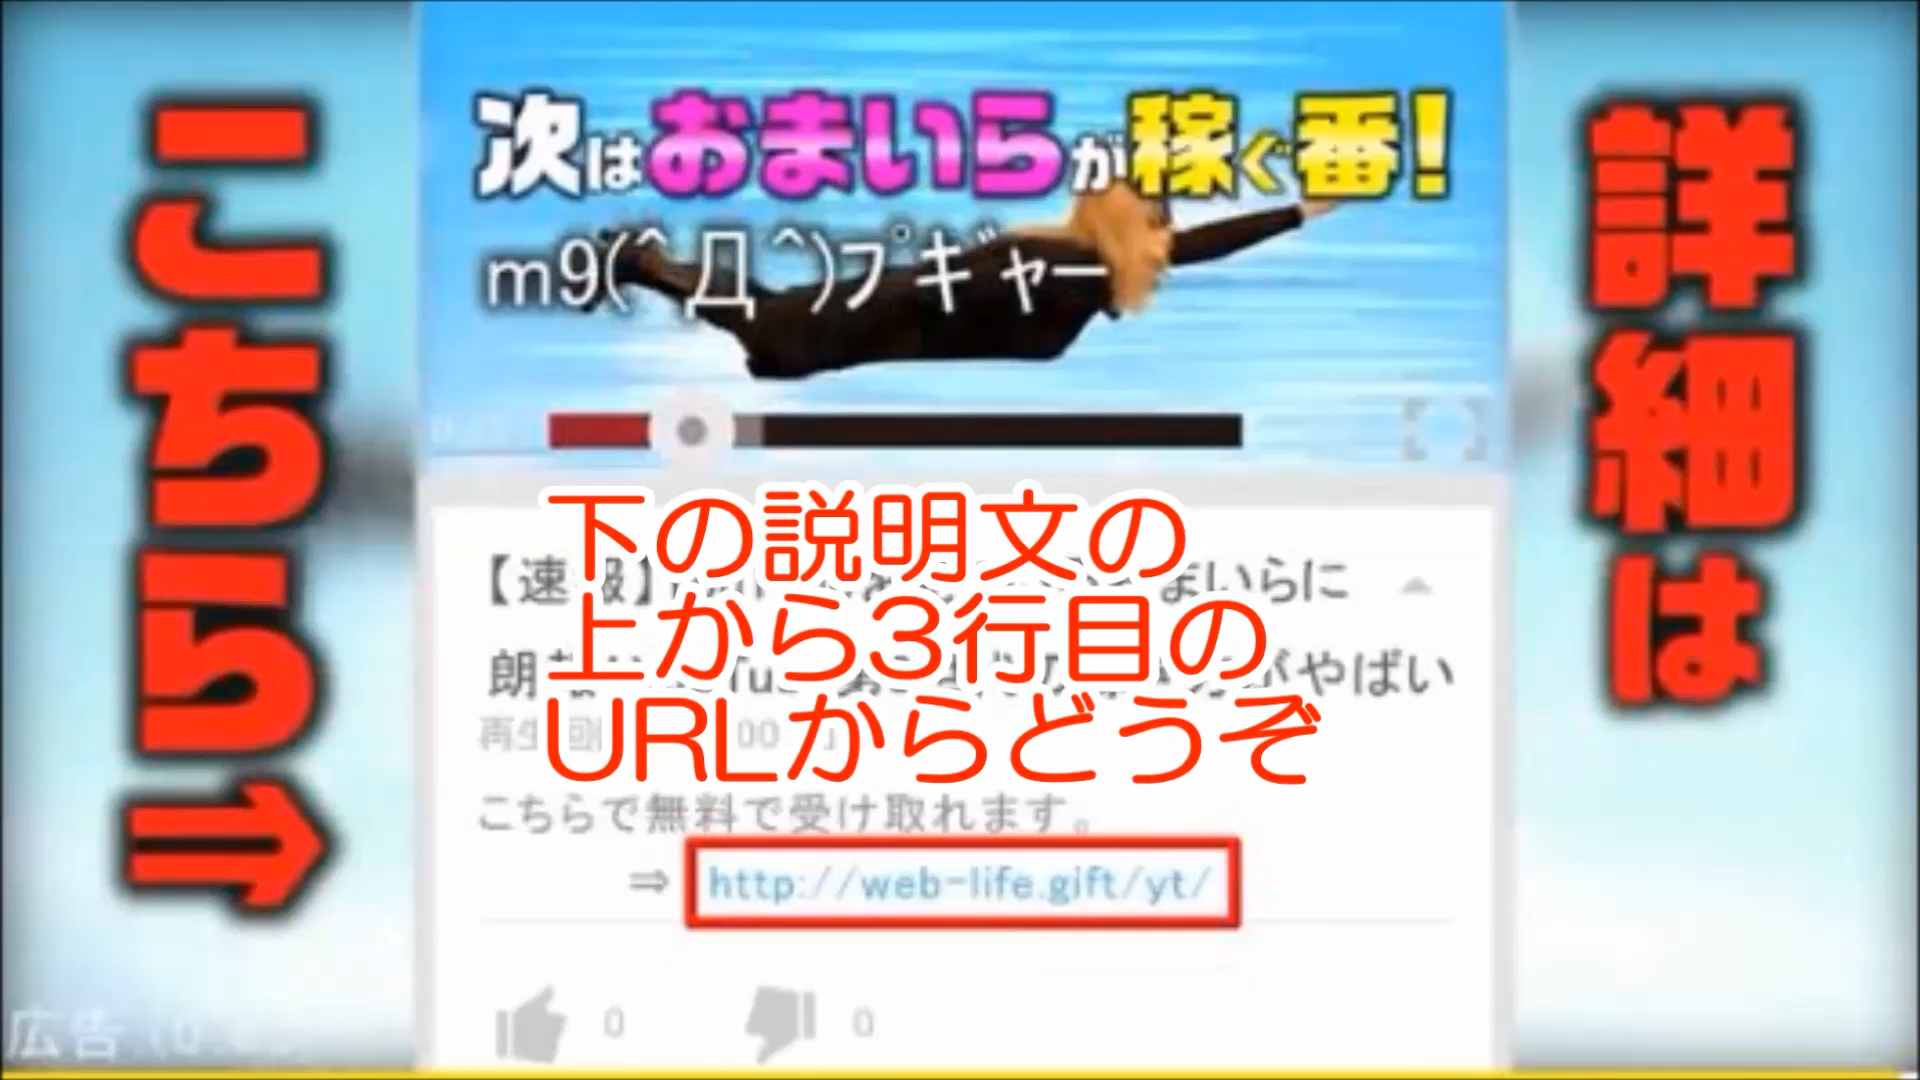 詳細は
こちら⇒
次はおまいらが稼ぐ番!
m9(^Д^)プギャー
下の説明文の
上から3行目の
URLからどうぞ
【速報】
まいらに
がやばい
こちらで無料で受け取れます。
⇒ http://web-life.gift/yt/
0 0
広告